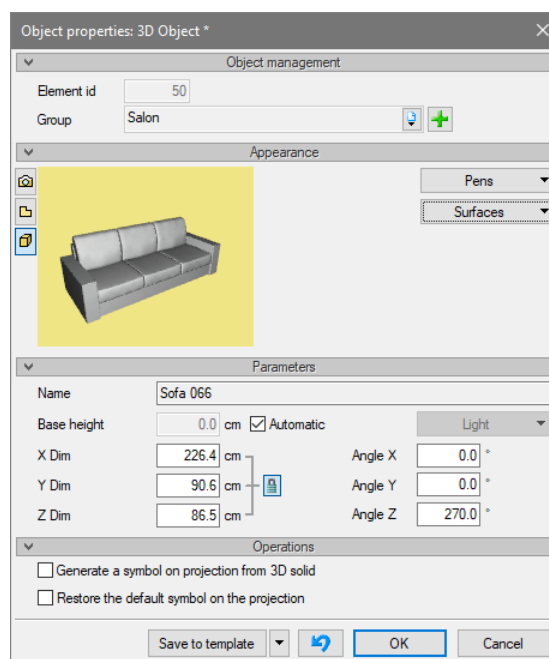 Object properties: 3D Object *
Object management
Element id 50
Group Salon
Appearance
Pens
Surfaces
Parameters
Name Sofa 066
Base height 0.0 cm Automatic Light
X Dim 226.4 cm Angle X 0.0 °
Y Dim 90.6 cm Angle Y 0.0 °
Z Dim 86.5 cm Angle Z 270.0 °
Operations
Generate a symbol on projection from 3D solid
Restore the default symbol on the projection
Save to template OK Cancel